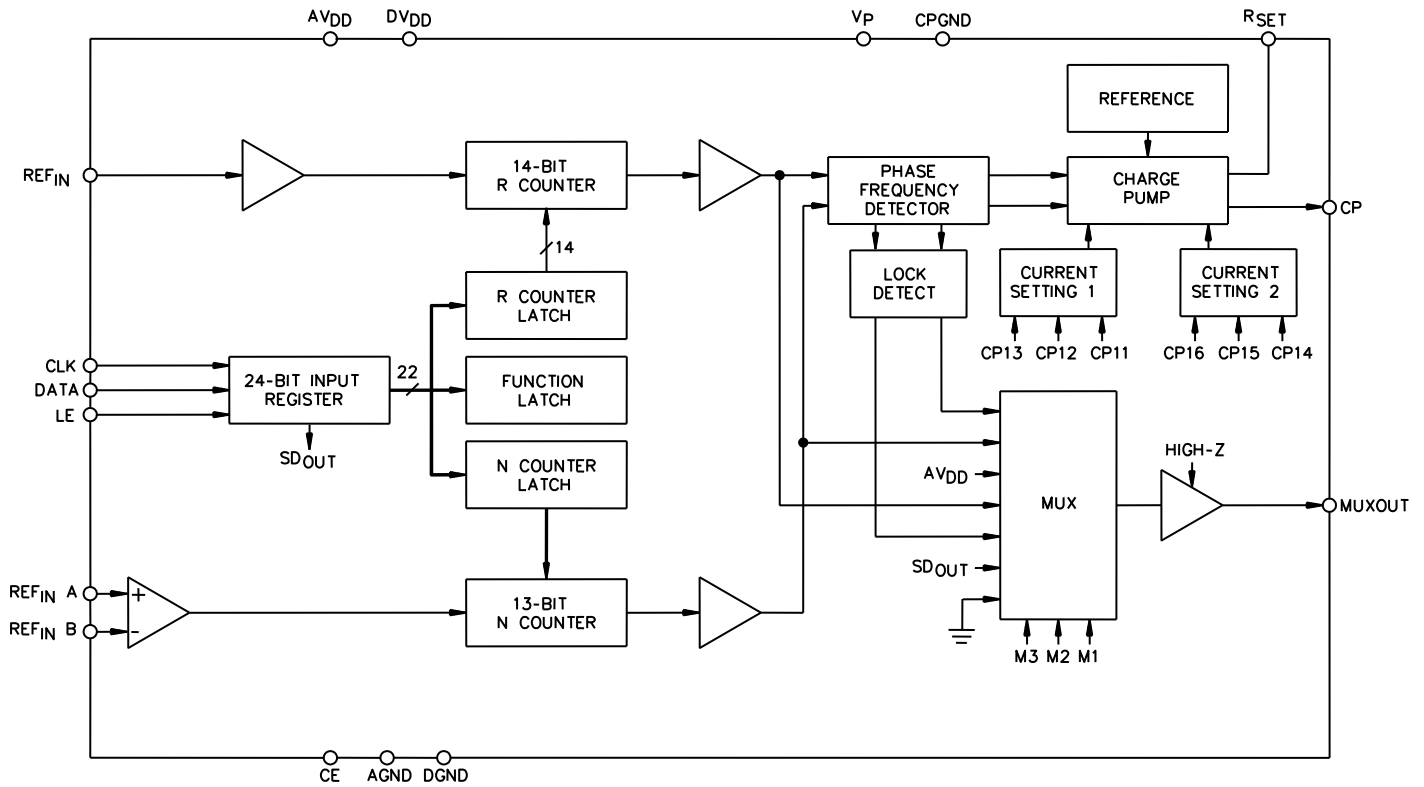 AVDD DVDD VP CPGND RSET
REFERENCE
REFIN
14-BIT
R COUNTER
PHASE
FREQUENCY
DETECTOR
CHARGE
PUMP
CP
14
LOCK
DETECT
CURRENT
SETTING 1
CURRENT
SETTING 2
R COUNTER
LATCH
CP13 CP12 CP11
CP16 CP15 CP14
CLK
DATA
LE
24-BIT INPUT
REGISTER
22
FUNCTION
LATCH
SDOUT
N COUNTER
LATCH
HIGH-Z
AVDD
MUX
MUXOUT
SDOUT
REFIN A
+
REFIN B
-
13-BIT
N COUNTER
M3 M2 M1
CE AGND DGND